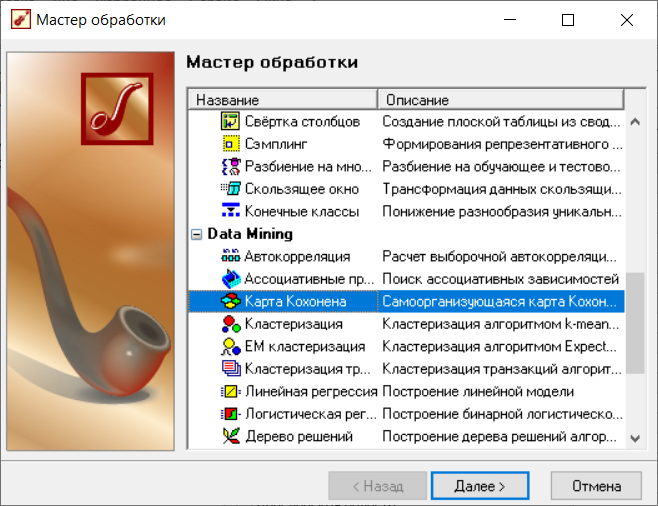 Мастер обработки
Мастер обработки
Название Описание
Свёртка столбцов Создание плоской таблицы из свод...
Сэмплинг Формирования репрезентативного ...
Разбиение на мно... Разбиение на обучающее и тестово...
Скользящее окно Трансформация данных скользящи...
Конечные классы Понижение разнообразия уникальн...
Data Mining
Автокорреляция Расчет выборочной автокорреляци...
Ассоциативные пр... Поиск ассоциативных зависимостей
Карта Кохонена Самоорганизующаяся карта Кохон...
Кластеризация Кластеризация алгоритмом k-mean...
EM кластеризация Кластеризация алгоритмом Expect...
Кластеризация тр... Кластеризация транзакций алгорит...
Линейная регрессия Построение линейной модели
Логистическая рег... Построение бинарной логистическо...
Дерево решений Построение дерева решений алгор...
< Назад Далее > Отмена